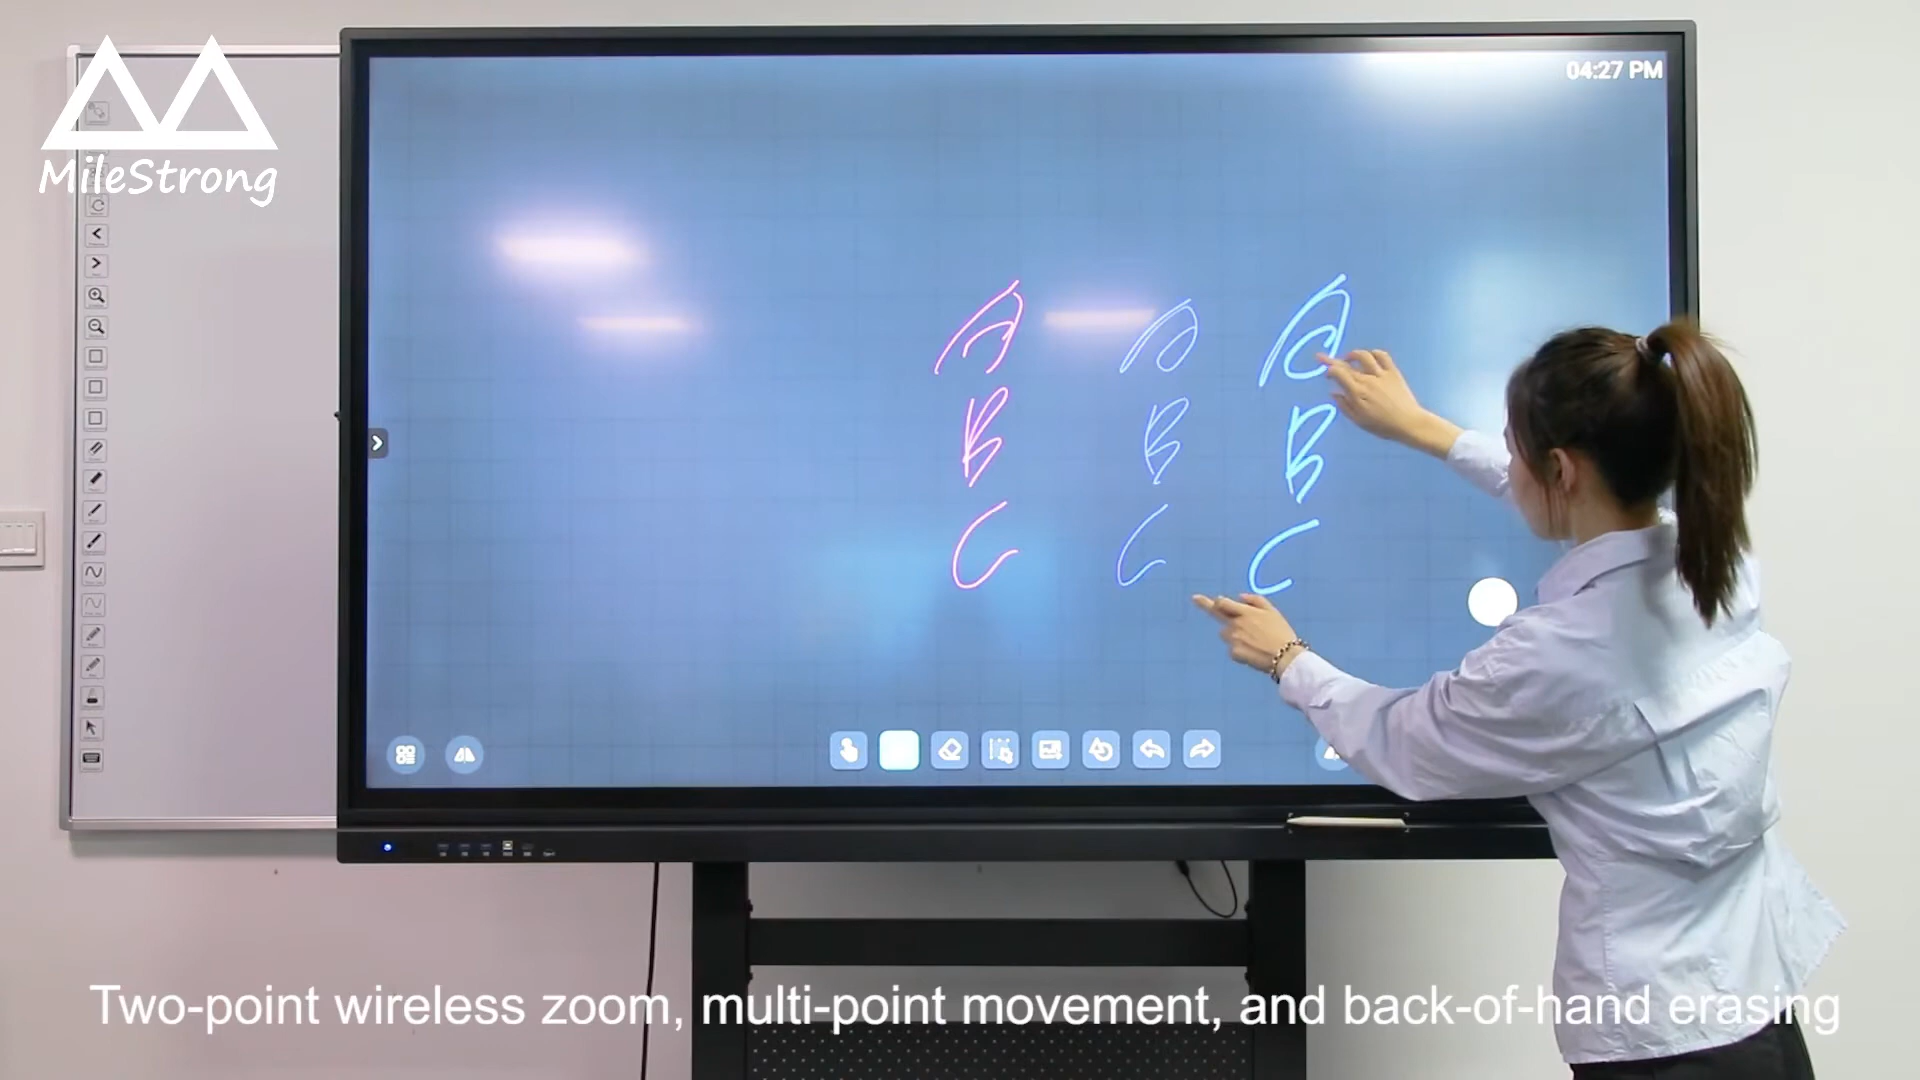 MileStrong
04:27 PM
A A A
B B B
C C C
Two-point wireless zoom, multi-point movement, and back-of-hand erasing